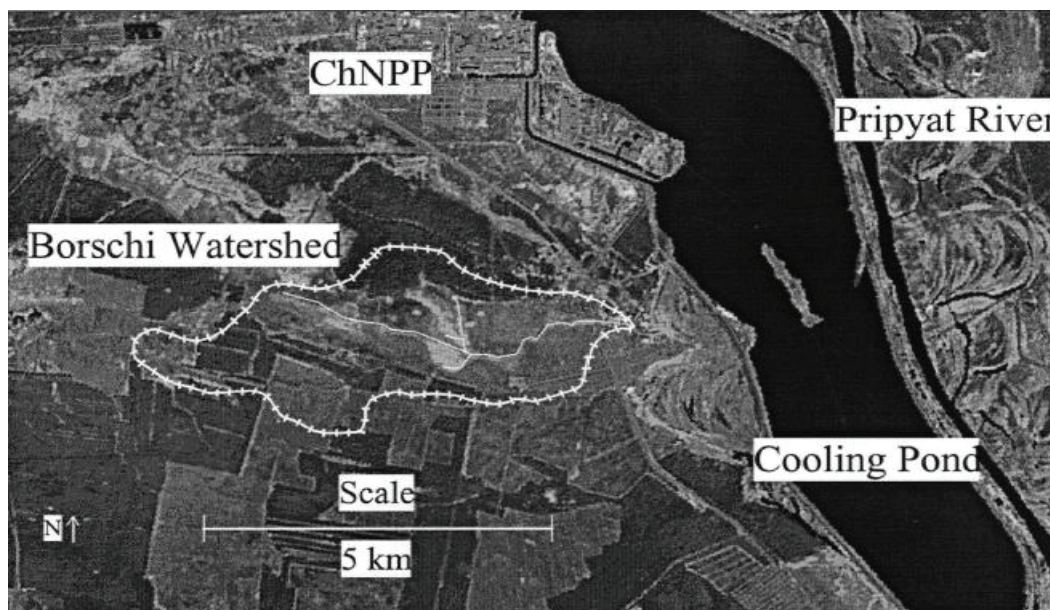 ChNPP
Pripyat River
Borschi Watershed
Cooling Pond
Scale
N↑
5 km